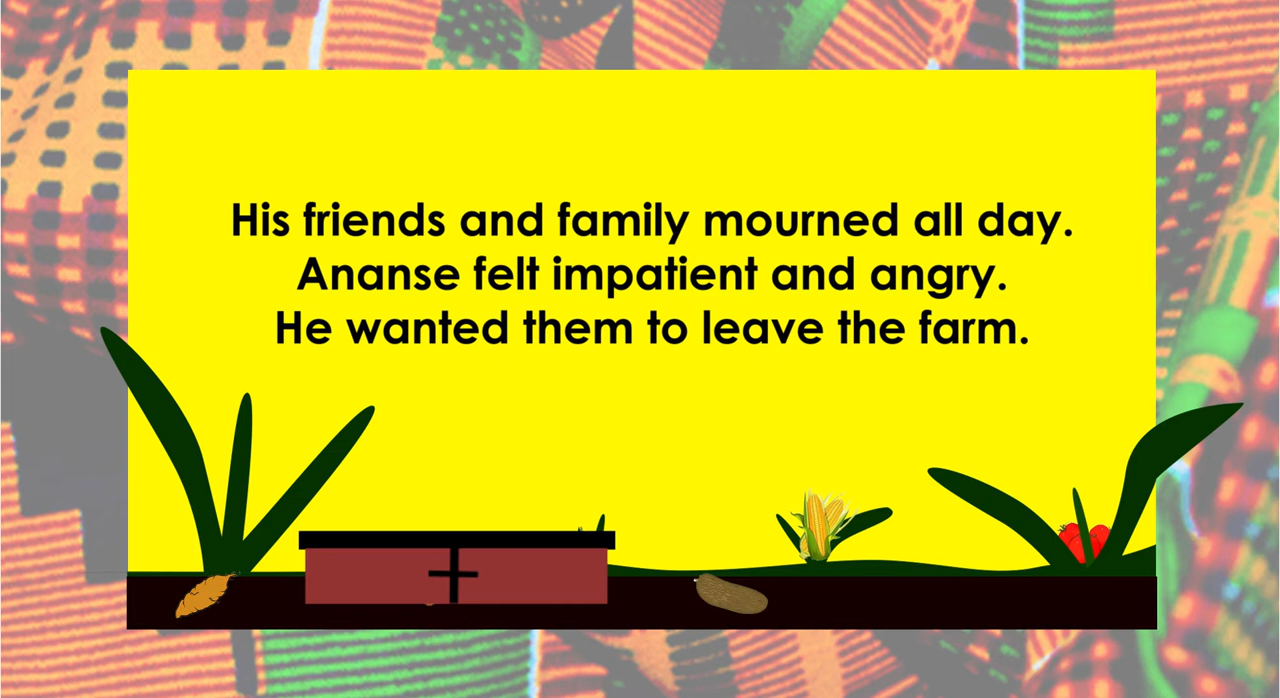 His friends and family mourned all day.
Ananse felt impatient and angry.
He wanted them to leave the farm.